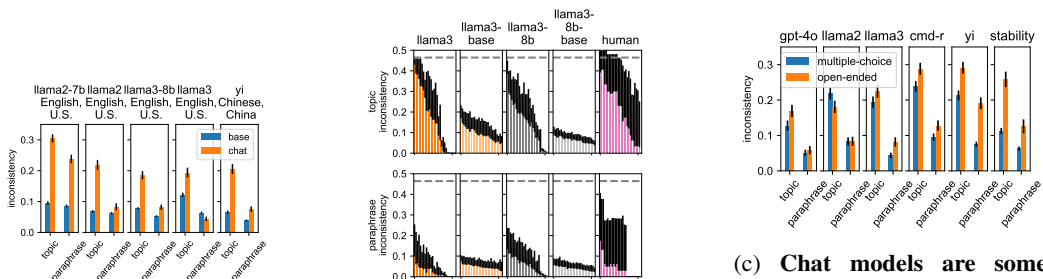 llama2-7b llama2 llama3-8b llama3 yi
English, English, English, English, Chinese,
U.S. U.S. U.S. U.S. China
inconsistency
0.3
0.2
0.1
0.0
base
chat
topic paraphrase topic paraphrase topic paraphrase topic paraphrase topic paraphrase
llama3 llama3-base llama3-8b llama3-8b-base human
topic inconsistency
0.5
0.4
0.3
0.2
0.1
0.0
paraphrase inconsistency
0.5
0.4
0.3
0.2
0.1
0.0
gpt-4o llama2 llama3 cmd-r yi stability
inconsistency
0.3
0.2
0.1
0.0
multiple-choice
open-ended
topic paraphrase topic paraphrase topic paraphrase topic paraphrase topic paraphrase topic paraphrase
(c) Chat models are some